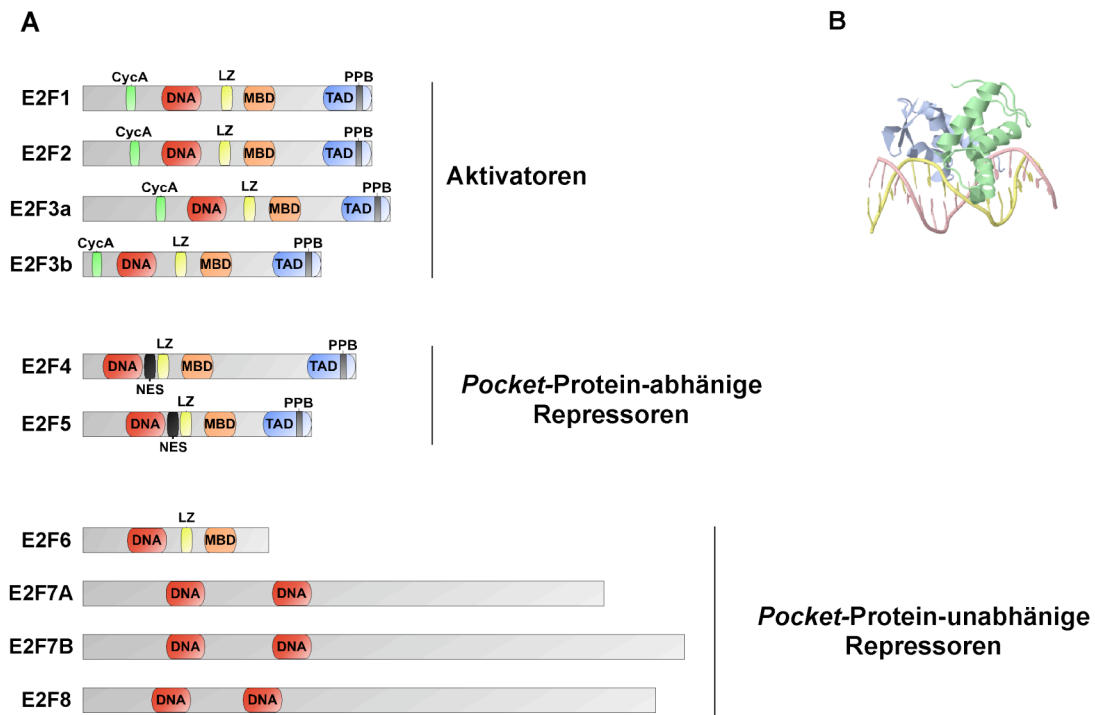 A
B
CycA LZ PPB
E2F1 DNA MBD TAD
CycA LZ PPB
E2F2 DNA MBD TAD
Aktivatoren
CycA LZ PPB
E2F3a DNA MBD TAD
CycA LZ PPB
E2F3b DNA MBD TAD
LZ PPB
E2F4 DNA MBD TAD
NES
Pocket-Protein-abhänige
Repressoren
LZ PPB
E2F5 DNA MBD TAD
NES
LZ
E2F6 DNA MBD
E2F7A DNA DNA
Pocket-Protein-unabhänige
Repressoren
E2F7B DNA DNA
E2F8 DNA DNA